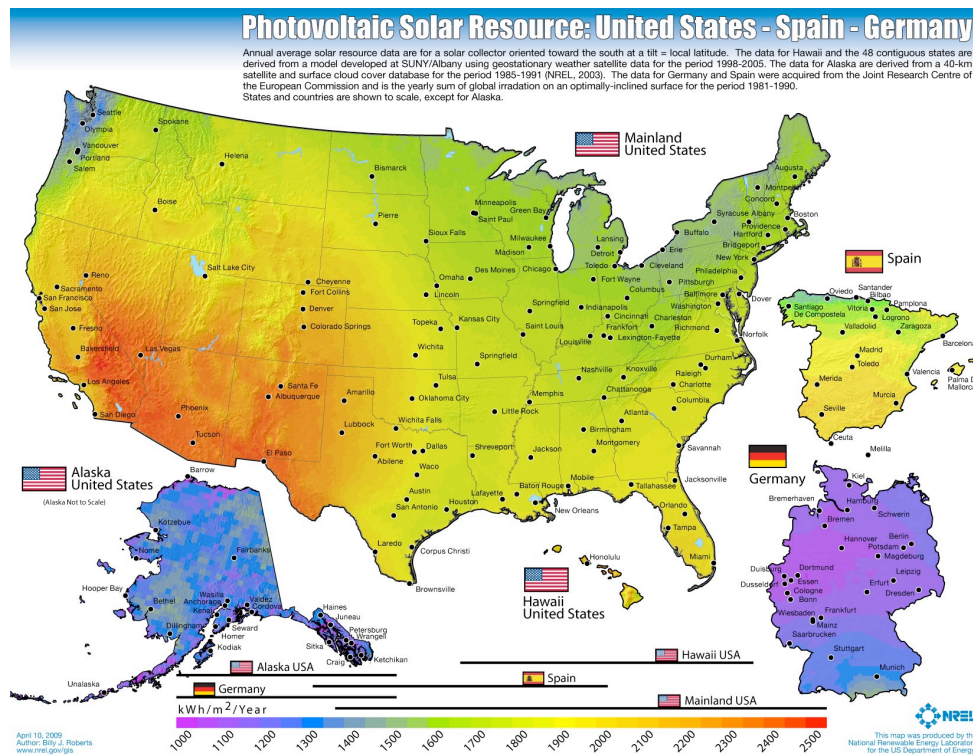 Photovoltaic Solar Resource: United States - Spain - Germany
Annual average solar resource data are for a solar collector oriented toward the south at a tilt = local latitude. The data for Hawaii and the 48 contiguous states are
derived from a model developed at SUNY/Albany using geostationary weather satellite data for the period 1998-2005. The data for Alaska are derived from a 40-km
satellite and surface cloud cover database for the period 1985-1991 (NREL, 2003). The data for Germany and Spain were acquired from the Joint Research Centre of
the European Commission and is the yearly sum of global irradiation on an optimally-inclined surface for the period 1981-1990.
States and countries are shown to scale, except for Alaska.
Mainland
United States
Seattle
Olympia
Spokane
Vancouver
Portland
Salem
Helena
Bismarck
Boise
Pierre
Minneapolis
Saint Paul
Green Bay
Sioux Falls
Milwaukee
Madison
Lansing
Detroit
Augusta
Montpelier
Concord
Syracuse
Albany
Boston
Providence
Hartford
Buffalo
Bridgeport
Erie
New York
Reno
Salt Lake City
Sacramento
San Francisco
San Jose
Fresno
Bakersfield
Las Vegas
Los Angeles
San Diego
Phoenix
Tucson
Cheyenne
Fort Collins
Denver
Colorado Springs
Omaha
Des Moines
Lincoln
Chicago
Toledo
Cleveland
Fort Wayne
Philadelphia
Pittsburgh
Columbus
Baltimore
Dover
Washington
Springfield
Indianapolis
Cincinnati
Charleston
Topeka
Kansas City
Saint Louis
Frankfort
Richmond
Norfolk
Louisville
Lexington-Fayette
Wichita
Springfield
Durham
Nashville
Knoxville
Raleigh
Santa Fe
Albuquerque
Amarillo
Tulsa
Oklahoma City
Chattanooga
Charlotte
Memphis
Columbia
Little Rock
Atlanta
Lubbock
Wichita Falls
Birmingham
El Paso
Fort Worth
Dallas
Abilene
Shreveport
Jackson
Montgomery
Savannah
Waco
Austin
San Antonio
Houston
Lafayette
Baton Rouge
Mobile
New Orleans
Tallahassee
Jacksonville
Orlando
Tampa
Miami
Laredo
Corpus Christi
Brownsville
Spain
Oviedo
Santander
Bilbao
Santiago
De Compostela
Vitoria
Pamplona
Logrono
Valladolid
Zaragoza
Barcelona
Madrid
Toledo
Merida
Valencia
Palma D
Mallorc
Seville
Murcia
Ceuta
Melilla
Germany
Kiel
Bremerhaven
Hamburg
Schwerin
Bremen
Hannover
Berlin
Potsdam
Magdeburg
Duisburg
Dortmund
Essen
Dusseldorf
Cologne
Bonn
Leipzig
Erfurt
Dresden
Wiesbaden
Frankfurt
Mainz
Saarbrucken
Stuttgart
Munich
Alaska
United States
(Alaska Not to Scale)
Barrow
Kotzebue
Nome
Fairbanks
Hooper Bay
Bethel
Wasilla
Anchorage
Valdez
Kenai
Cordova
Dillingham
Seward
Homer
Kodiak
Unalaska
Haines
Juneau
Petersburg
Sitka
Wrangell
Craig
Ketchikan
Honolulu
Hawaii
United States
Hawaii USA
Alaska USA
Spain
Germany
Mainland USA
kWh/m²/Year
1000 1100 1200 1300 1400 1500 1600 1700 1800 1900 2000 2100 2200 2300 2400 2500
April 10, 2009
Author: Billy J. Roberts
www.nrel.gov/gis
NREL
This map was produced by the
National Renewable Energy Laboratory
for the US Department of Energy